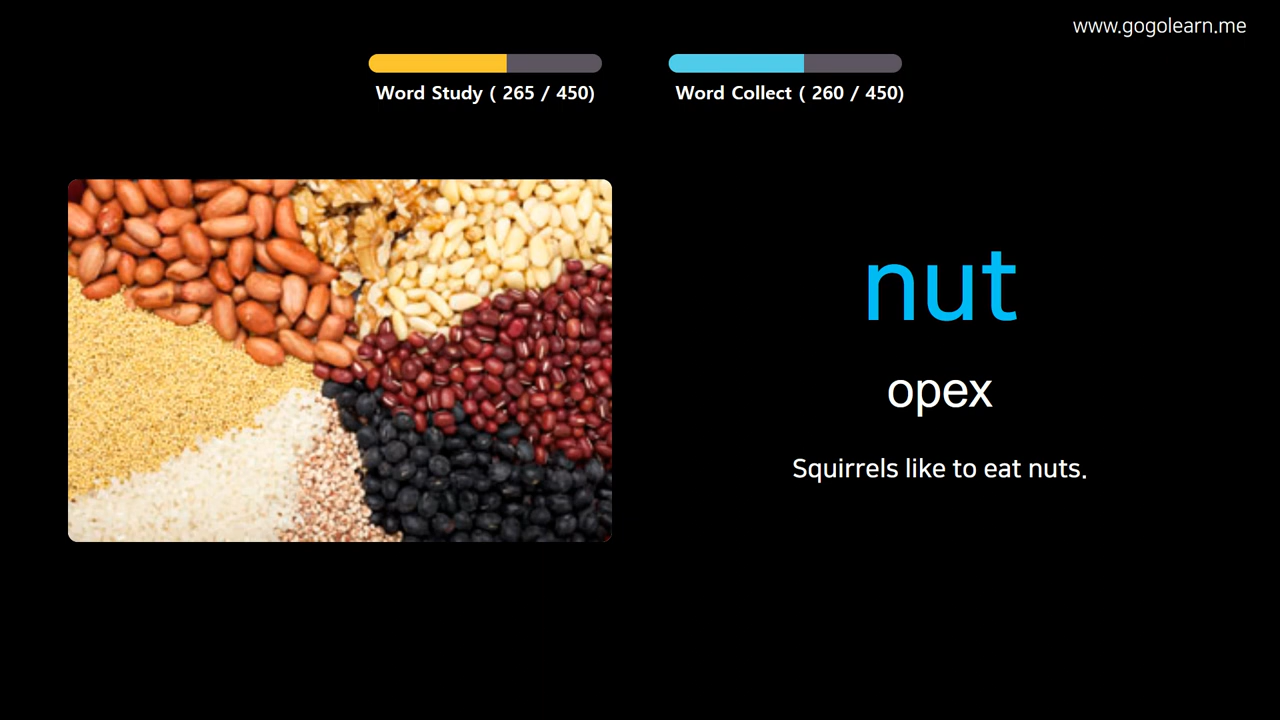 www.gogolearn.me
Word Study ( 265 / 450)
Word Collect ( 260 / 450)
nut
opex
Squirrels like to eat nuts.